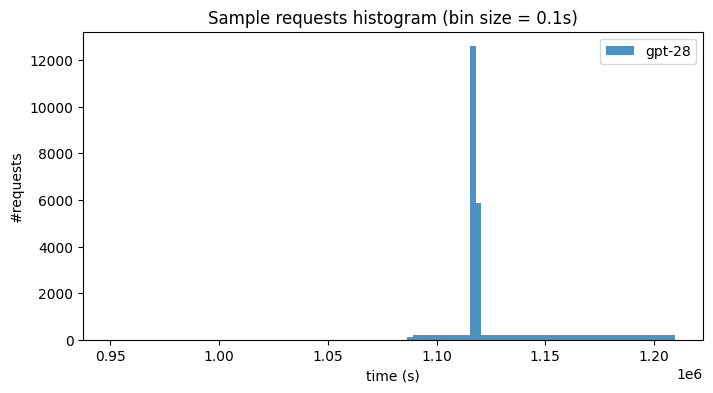 Sample requests histogram (bin size = 0.1s)
gpt-28
12000
10000
8000
6000
4000
2000
0
#requests
0.95
1.00
1.05
1.10
1.15
1.20
1e6
time (s)